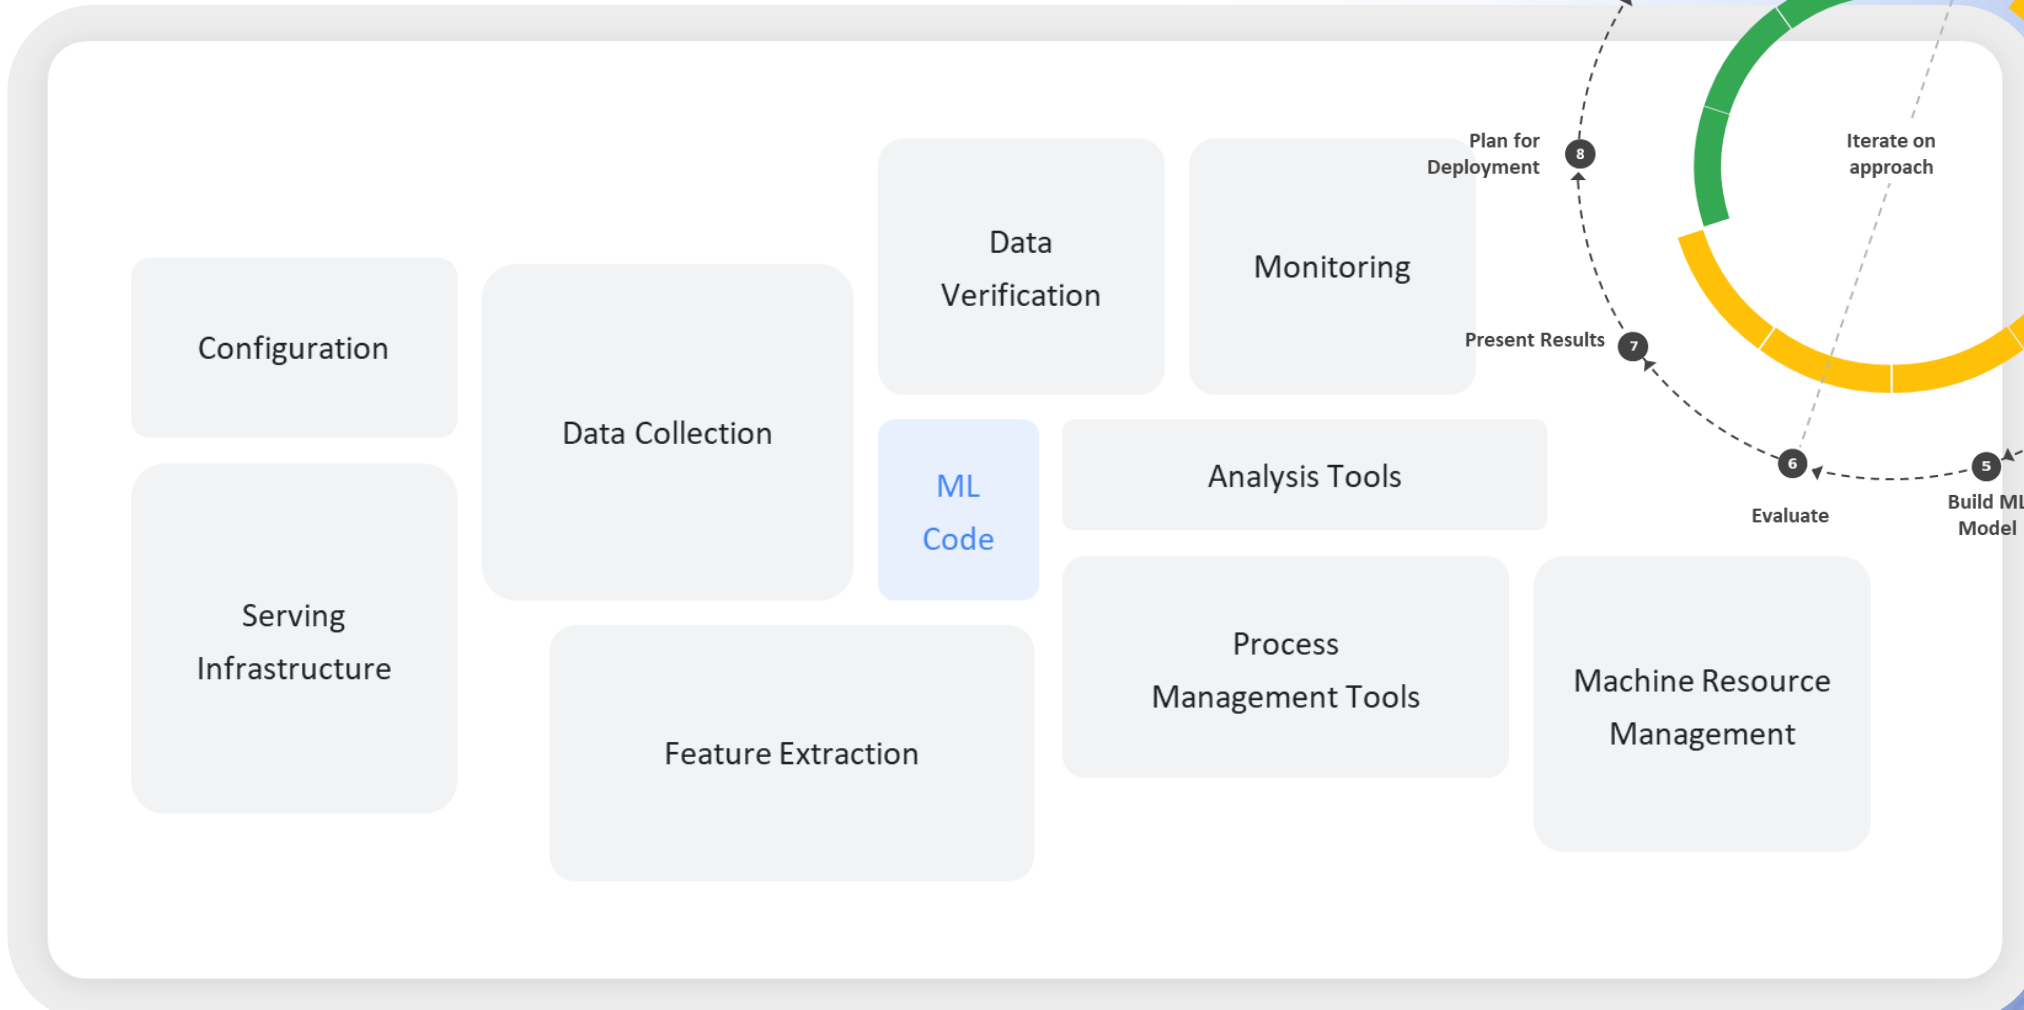 Configuration
Serving
Infrastructure
Data Collection
Feature Extraction
Data
Verification
Monitoring
ML
Code
Analysis Tools
Process
Management Tools
Machine Resource
Management
Plan for
Deployment
8
Present Results
7
6
Evaluate
5
Build ML
Model
Iterate on
approach